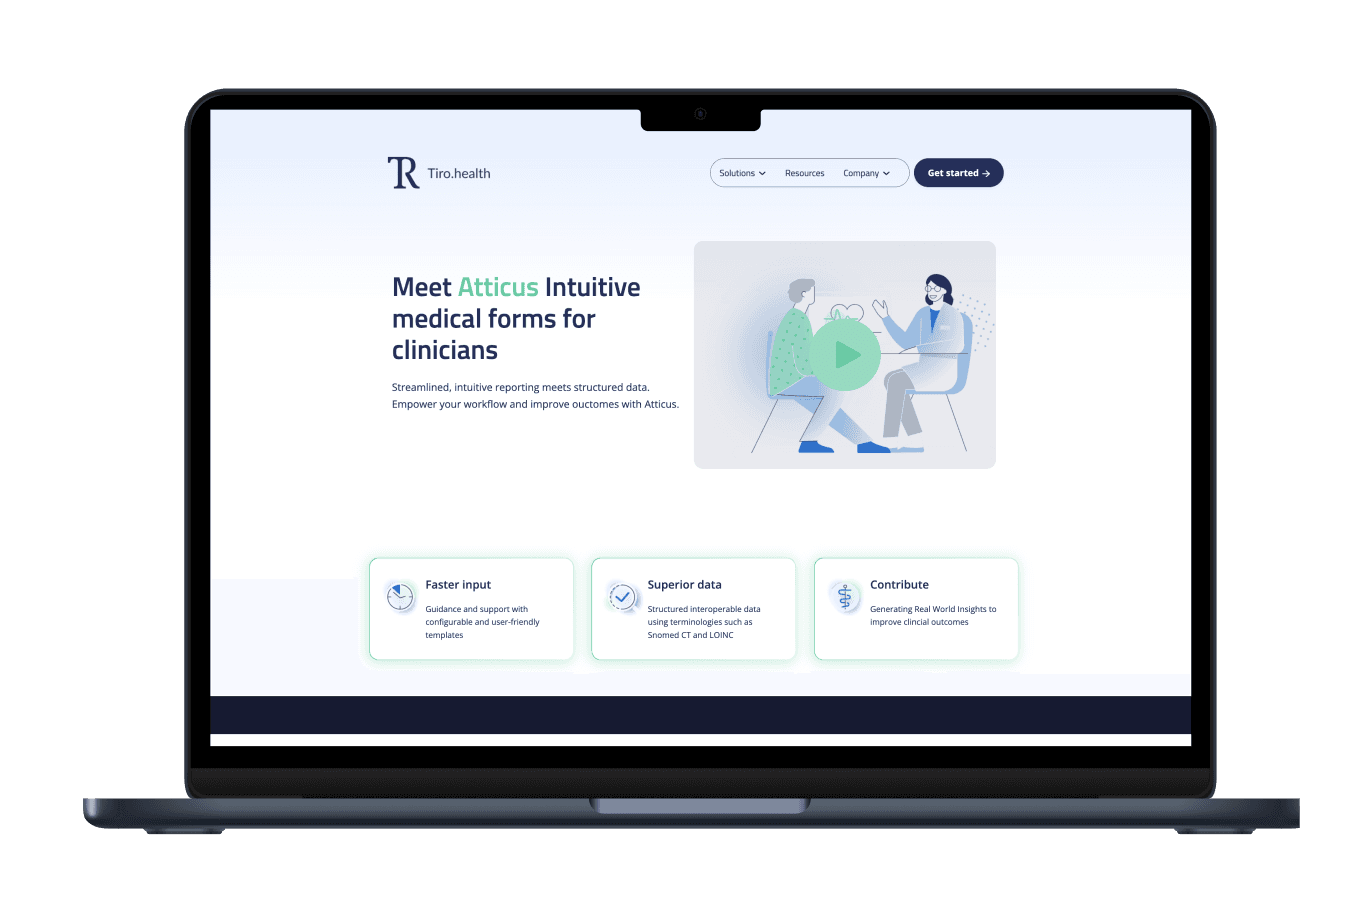 TR Tiro.health
Solutions Resources Company Get started →
Meet Atticus Intuitive
medical forms for
clinicians
Streamlined, intuitive reporting meets structured data.
Empower your workflow and improve ouctomes with Atticus.
Faster input
Guidance and support with
configurable and user-friendly
templates
Superior data
Structured interoperable data
using terminologies such as
Snomed CT and LOINC
Contribute
Generating Real World Insights to
improve clincial outcomes